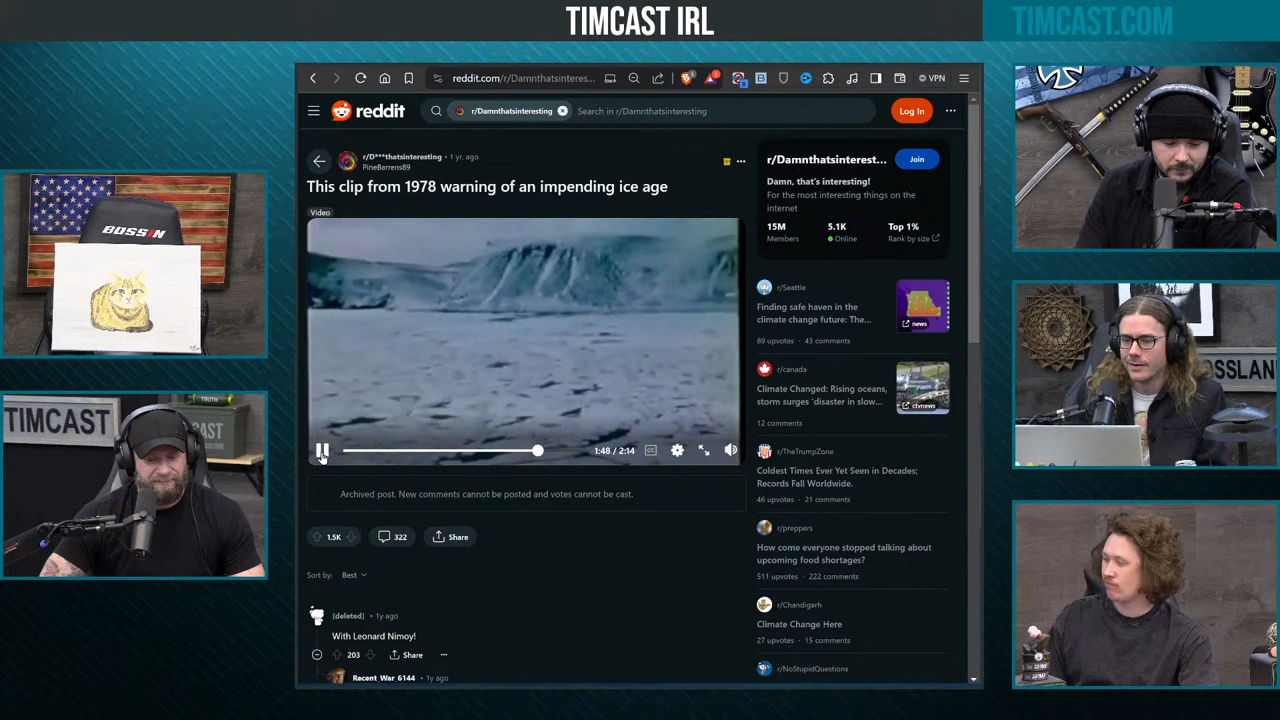 TIMCAST IRL
TIMCAST.COM
reddit.com/r/Damnthatsinteres...
VPN
reddit
r/Damnthatsinteresting
Search in r/Damnthatsinteresting
Log In
r/D***thatsinteresting • 1 yr. ago
PineBarrens89
This clip from 1978 warning of an impending ice age
Video
1:48 / 2:14
CC
Archived post. New comments cannot be posted and votes cannot be cast.
1.5K
322
Share
Sort by: Best
[deleted] • 1y ago
With Leonard Nimoy!
203
Share
Recent_War_6144 • 1y ago
r/Damnthatsinterest...
Join
Damn, that's interesting!
For the most interesting things on the
internet
15M 5.1K Top 1%
Members Online Rank by size
r/Seattle
Finding safe haven in the
climate change future: The...
news
89 upvotes • 43 comments
r/canada
Climate Changed: Rising oceans,
storm surges 'disaster in slow...
ctvnews
12 comments
r/TheTrumpZone
Coldest Times Ever Yet Seen in Decades;
Records Fall Worldwide.
46 upvotes • 21 comments
r/preppers
How come everyone stopped talking about
upcoming food shortages?
511 upvotes • 222 comments
r/Chandigarh
Climate Change Here
27 upvotes • 15 comments
r/NoStupidQuestions
BOSSIN
TIMCAST
TRUTH
CAST